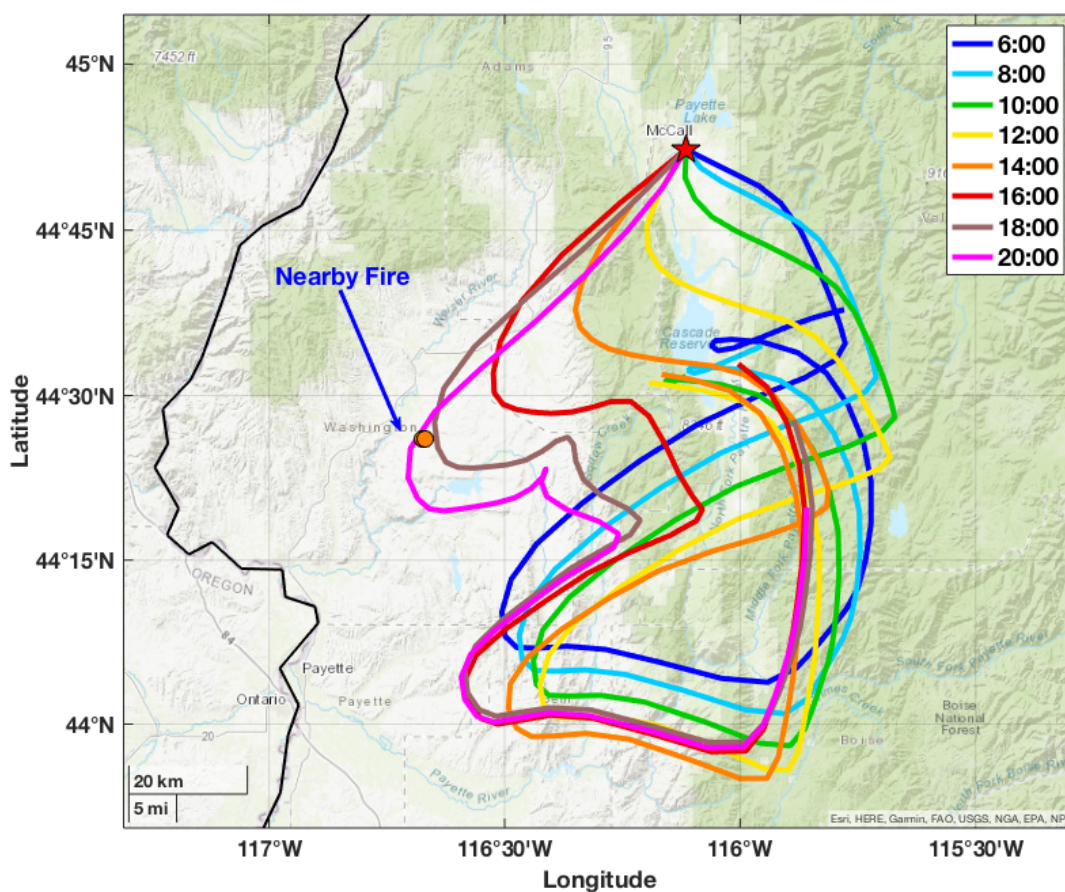 45°N
44°45'N
44°30'N
44°15'N
44°N
Latitude
7452 ft
Adams
95
Payette
Lake
McCall
6:00
8:00
10:00
12:00
14:00
16:00
18:00
20:00
Nearby Fire
Weiser River
Cascade
Washington
OREGON
84
Payette
Ontario
Payette
20
Payette River
Middle Fork Payette
South Fork Payette River
Boise
National
Forest
Boise
20 km
5 mi
Esri, HERE, Garmin, FAO, USGS, NGA, EPA, NP
117°W
116°30'W
116°W
115°30'W
Longitude